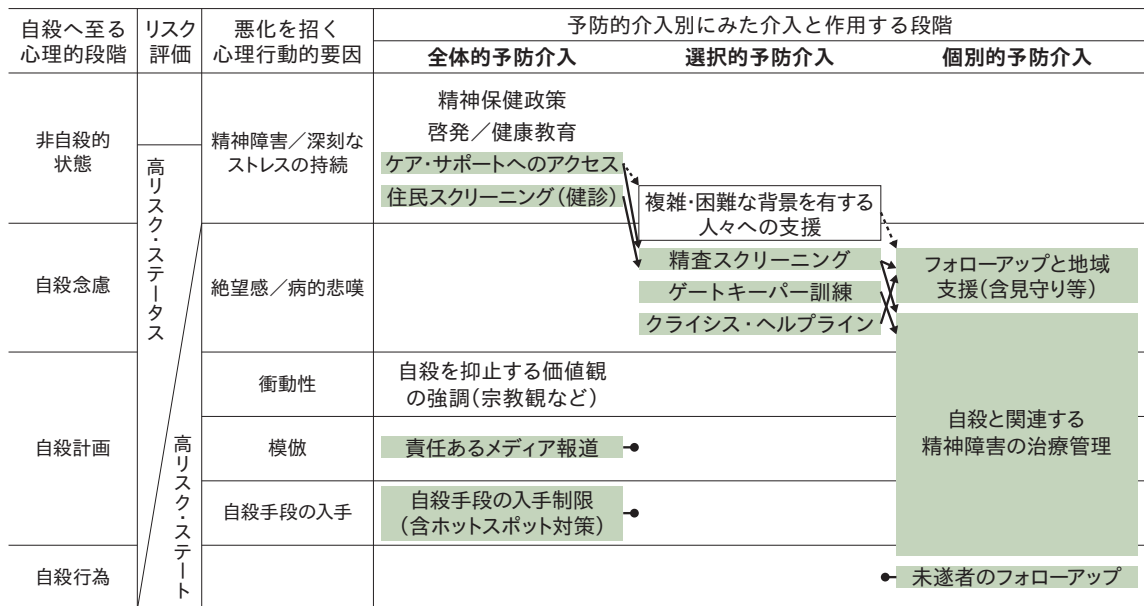 自殺へ至る
心理的段階
リスク
評価
悪化を招く
心理行動的要因
予防的介入別にみた介入と作用する段階
全体的予防介入
選択的予防介入
個別的予防介入
非自殺的
状態
高リスク・ステータス
精神障害／深刻な
ストレスの持続
精神保健政策
啓発／健康教育
ケア・サポートへのアクセス
住民スクリーニング（健診）
複雑・困難な背景を有する
人々への支援
自殺念慮
絶望感／病的悲嘆
精査スクリーニング
ゲートキーパー訓練
クライシス・ヘルプライン
フォローアップと地域
支援（含見守り等）
自殺計画
高リスク・ステート
衝動性
自殺を抑止する価値観
の強調（宗教観など）
模倣
責任あるメディア報道
自殺手段の入手
自殺手段の入手制限
（含ホットスポット対策）
自殺と関連する
精神障害の治療管理
自殺行為
未遂者のフォローアップ